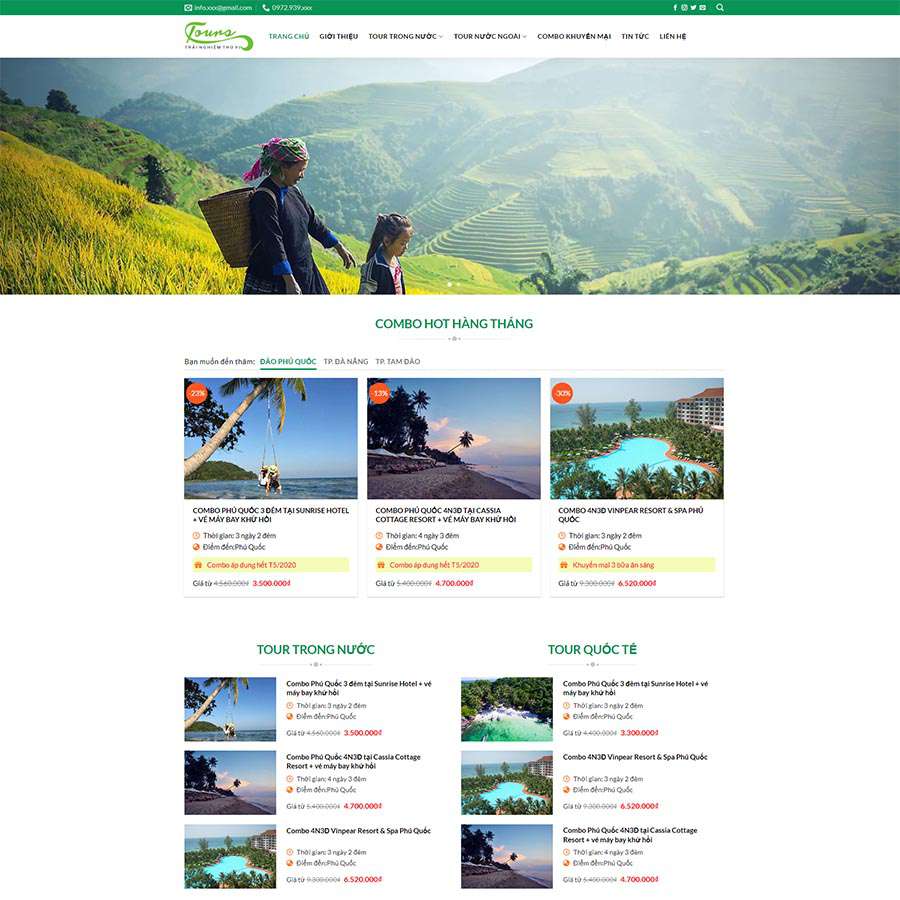 info.xxx@gmail.com
0972.939.xxx
Tours
TRẢI NGHIỆM THÚ VỊ
TRANG CHỦ
GIỚI THIỆU
TOUR TRONG NƯỚC
TOUR NƯỚC NGOÀI
COMBO KHUYẾN MẠI
TIN TỨC
LIÊN HỆ
COMBO HOT HÀNG THÁNG
Bạn muốn đến thăm:
ĐẢO PHÚ QUỐC
TP. ĐÀ NẴNG
TP. TAM ĐẢO
-23%
COMBO PHÚ QUỐC 3 ĐÊM TẠI SUNRISE HOTEL
+ VÉ MÁY BAY KHỨ HỒI
Thời gian: 3 ngày 2 đêm
Điểm đến:Phú Quốc
Combo áp dụng hết T5/2020
Giá từ 4.560.000₫ 3.500.000₫
-13%
COMBO PHÚ QUỐC 4N3D TẠI CASSIA
COTTAGE RESORT + VÉ MÁY BAY KHỨ HỒI
Thời gian: 4 ngày 3 đêm
Điểm đến:Phú Quốc
Combo áp dụng hết T5/2020
Giá từ 5.400.000₫ 4.700.000₫
-30%
COMBO 4N3D VINPEAR RESORT & SPA PHÚ
QUỐC
Thời gian: 3 ngày 2 đêm
Điểm đến:Phú Quốc
Khuyến mại 3 bữa ăn sáng
Giá từ 9.300.000₫ 6.520.000₫
TOUR TRONG NƯỚC
Combo Phú Quốc 3 đêm tại Sunrise Hotel + vé
máy bay khứ hồi
Thời gian: 3 ngày 2 đêm
Điểm đến:Phú Quốc
Giá từ 4.560.000₫ 3.500.000₫
Combo Phú Quốc 4N3D tại Cassia Cottage
Resort + vé máy bay khứ hồi
Thời gian: 4 ngày 3 đêm
Điểm đến:Phú Quốc
Giá từ 5.400.000₫ 4.700.000₫
Combo 4N3D Vinpear Resort & Spa Phú Quốc
Thời gian: 3 ngày 2 đêm
Điểm đến:Phú Quốc
Giá từ 9.300.000₫ 6.520.000₫
TOUR QUỐC TẾ
Combo Phú Quốc 3 đêm tại Sunrise Hotel + vé
máy bay khứ hồi
Thời gian: 3 ngày 2 đêm
Điểm đến:Phú Quốc
Giá từ 4.400.000₫ 3.300.000₫
Combo 4N3D Vinpear Resort & Spa Phú Quốc
Thời gian: 3 ngày 2 đêm
Điểm đến:Phú Quốc
Giá từ 9.300.000₫ 6.520.000₫
Combo Phú Quốc 4N3D tại Cassia Cottage
Resort + vé máy bay khứ hồi
Thời gian: 4 ngày 3 đêm
Điểm đến:Phú Quốc
Giá từ 5.400.000₫ 4.700.000₫